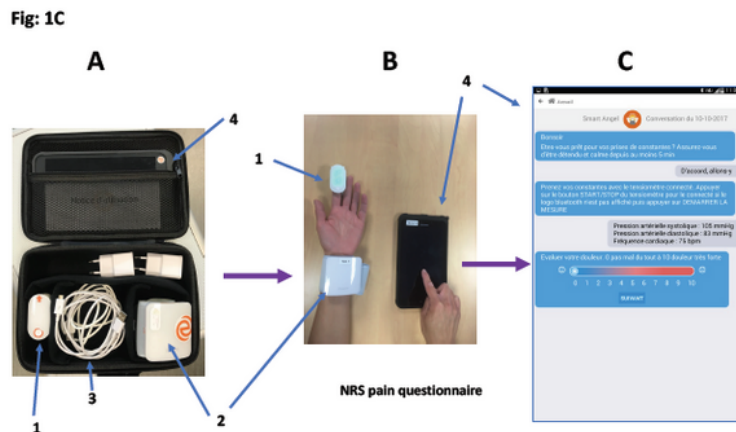 Fig: 1C
A
B
C
4
1
4
1
3
2
NRS pain questionnaire
Notice d'utilisation
Accueil
Smart Angel
Conversation du 10-10-2017
Bonsoir
Etes-vous prêt pour vos prises de constantes ? Assurez-vous
d'être détendu et calme depuis au moins 5 min
D'accord, allons-y
Prenez vos constantes avec le tensiomètre connecté. Appuyer
sur le bouton START/STOP du tensiomètre pour le connecté si le
logo bluetooth n'est pas affiché puis appuyer sur DEMARRER LA
MESURE
Pression artérielle systolique : 105 mmHg
Pression artérielle diastolique : 83 mmHg
Fréquence cardiaque : 75 bpm
Evaluer votre douleur: 0 pas mal du tout à 10 douleur très forte
0 1 2 3 4 5 6 7 8 9 10
SUIVANT